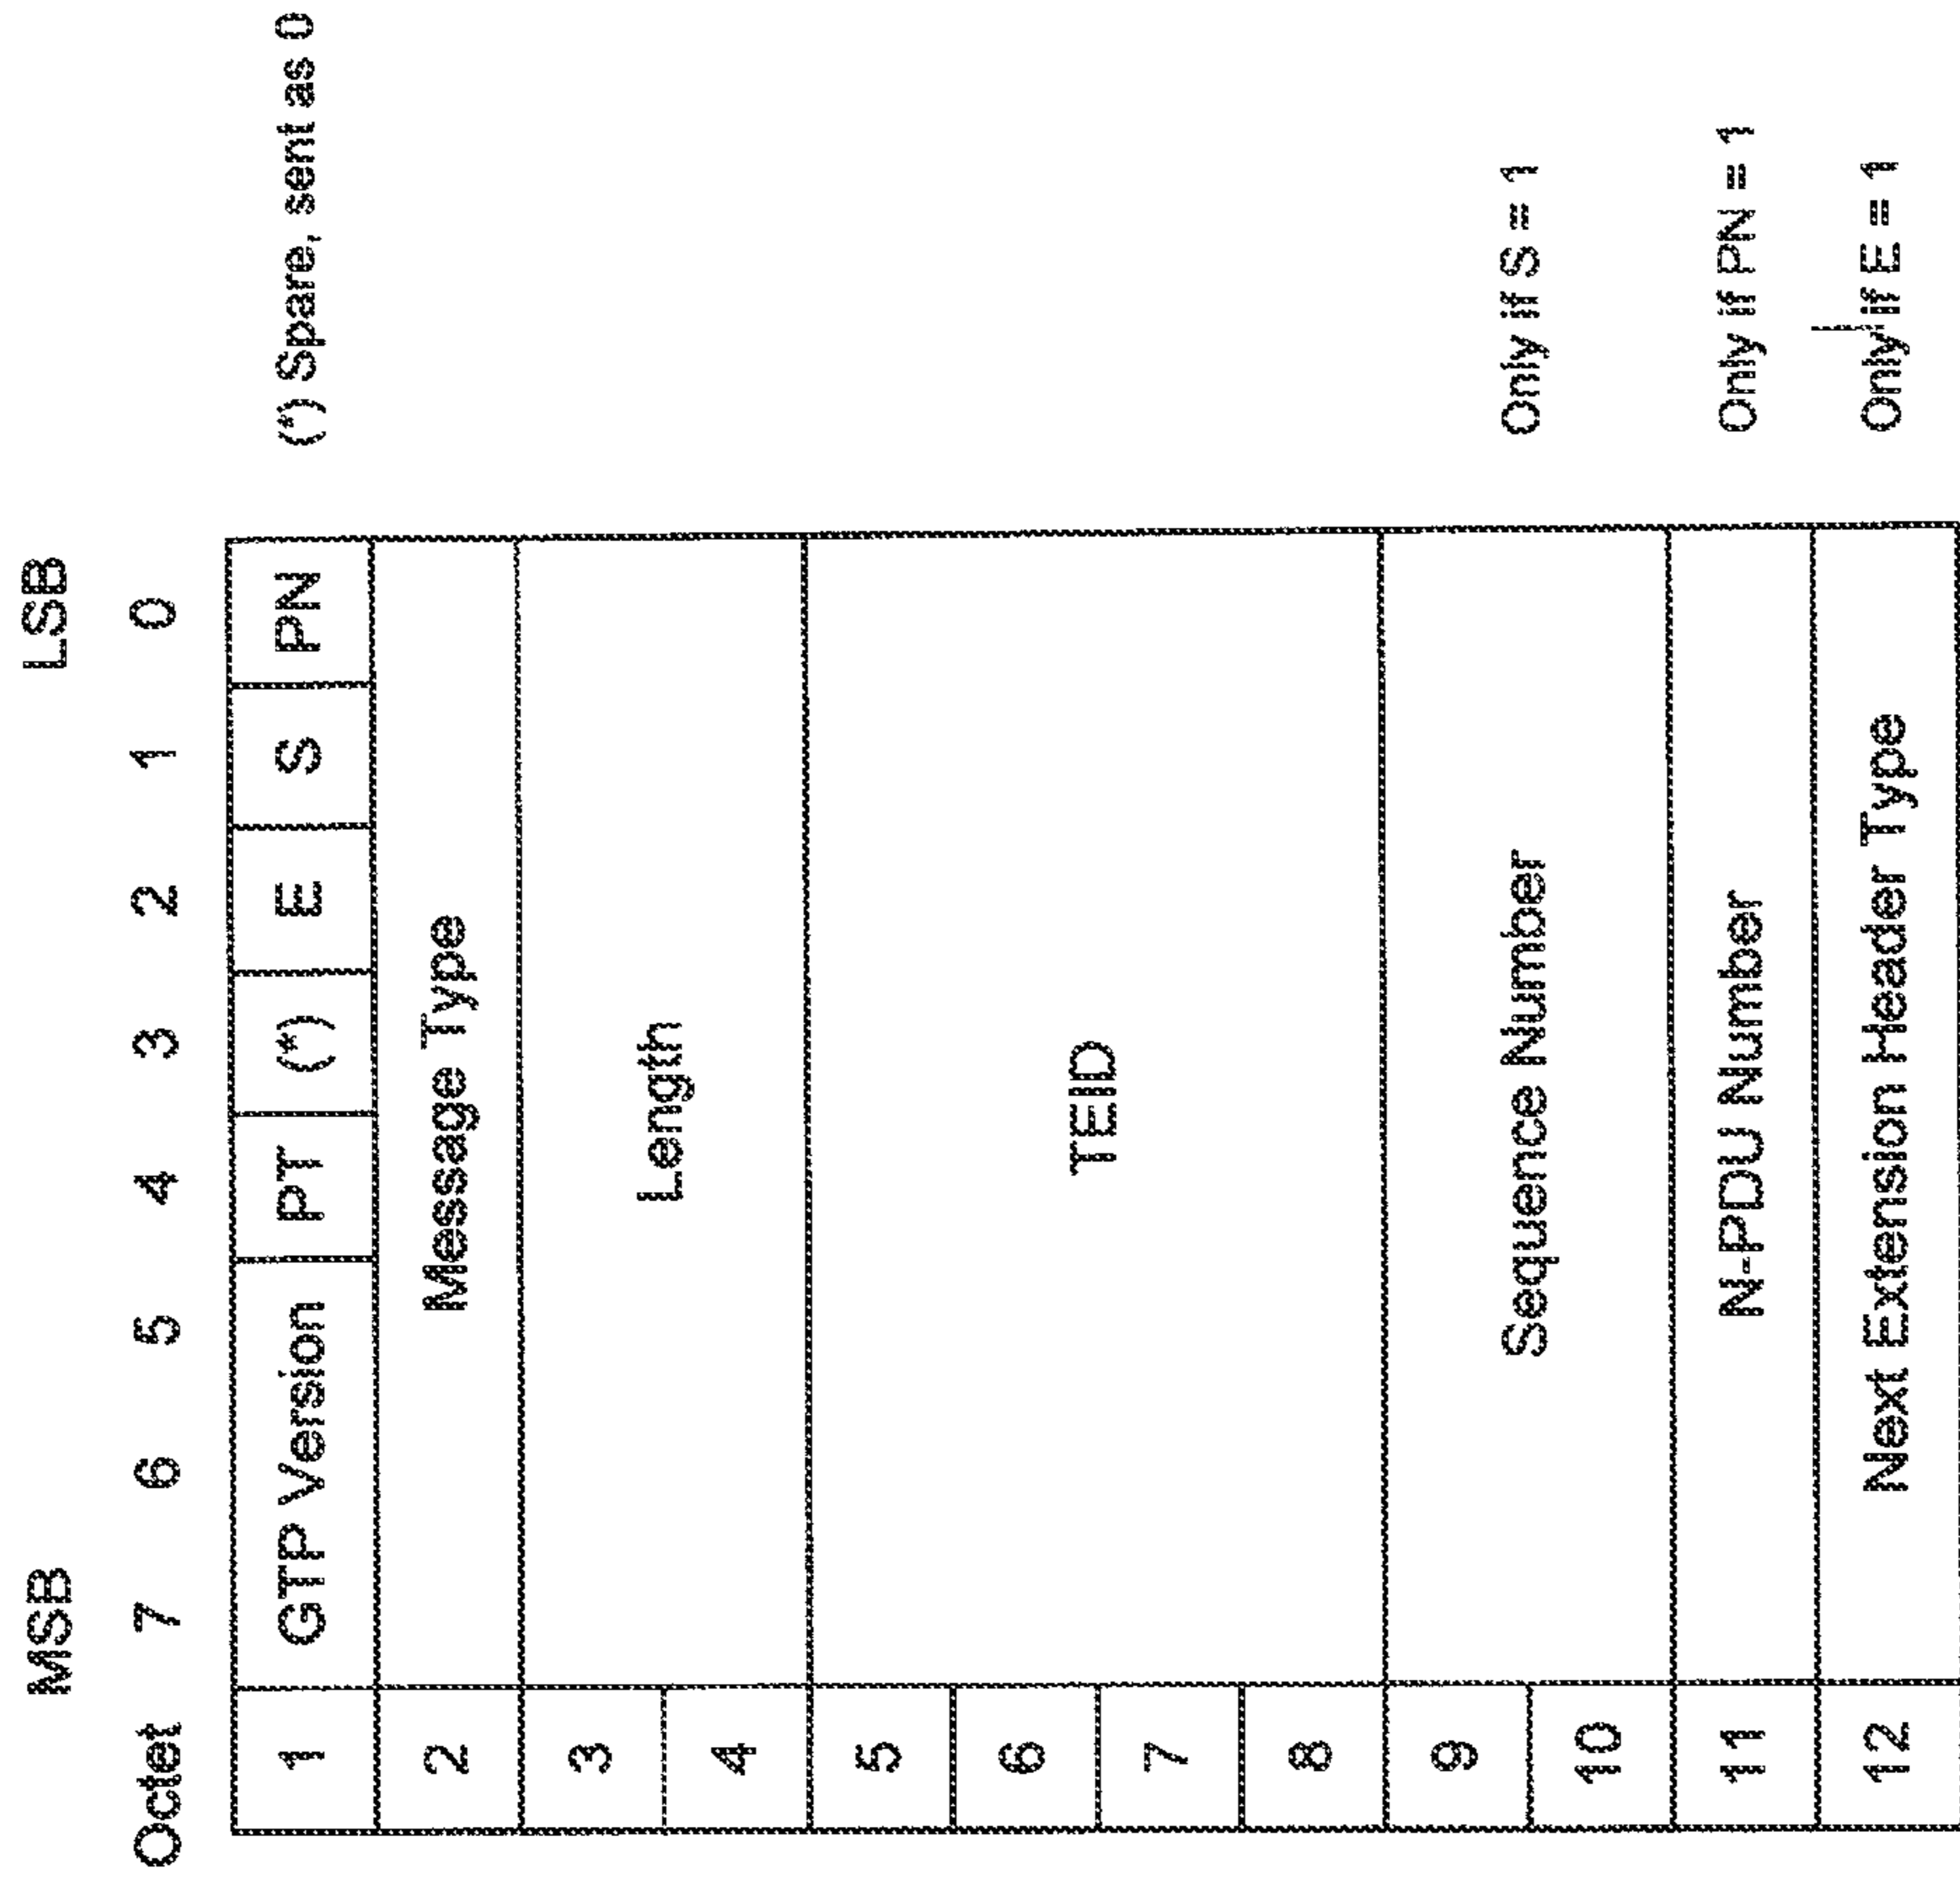 MSB LSB
Octet 7 6 5 4 3 2 1 0
1 GTP Version PT (*) E S PN (*) Spare, sent as 0
2 Message Type
3 Length
4
5 TEID
6
7
8
9 Sequence Number Only if S = 1
10
11 N-PDU Number Only if PN = 1
12 Next Extension Header Type Only if E = 1